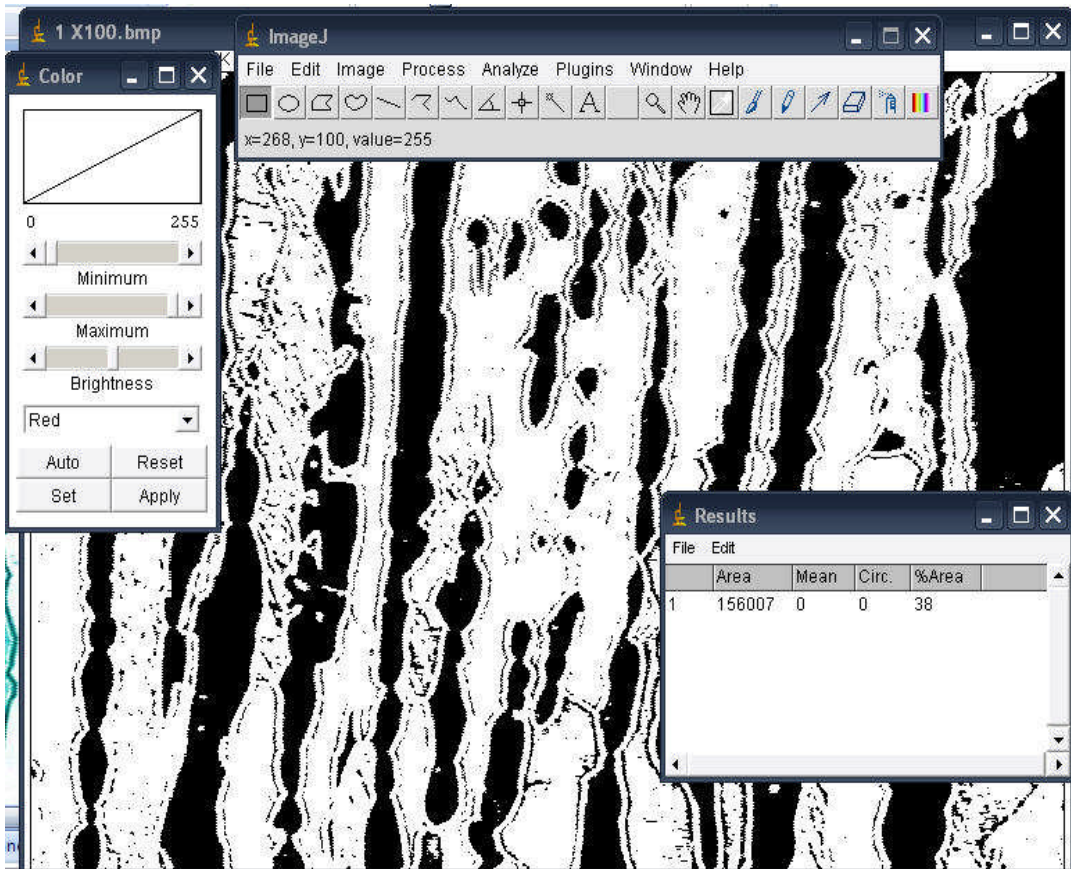 1 X100.bmp
ImageJ
File Edit Image Process Analyze Plugins Window Help
A
x=268, y=100, value=255
Color
0 255
Minimum
Maximum
Brightness
Red
Auto Reset
Set Apply
Results
File Edit
Area Mean Circ. %Area
1 156007 0 0 38